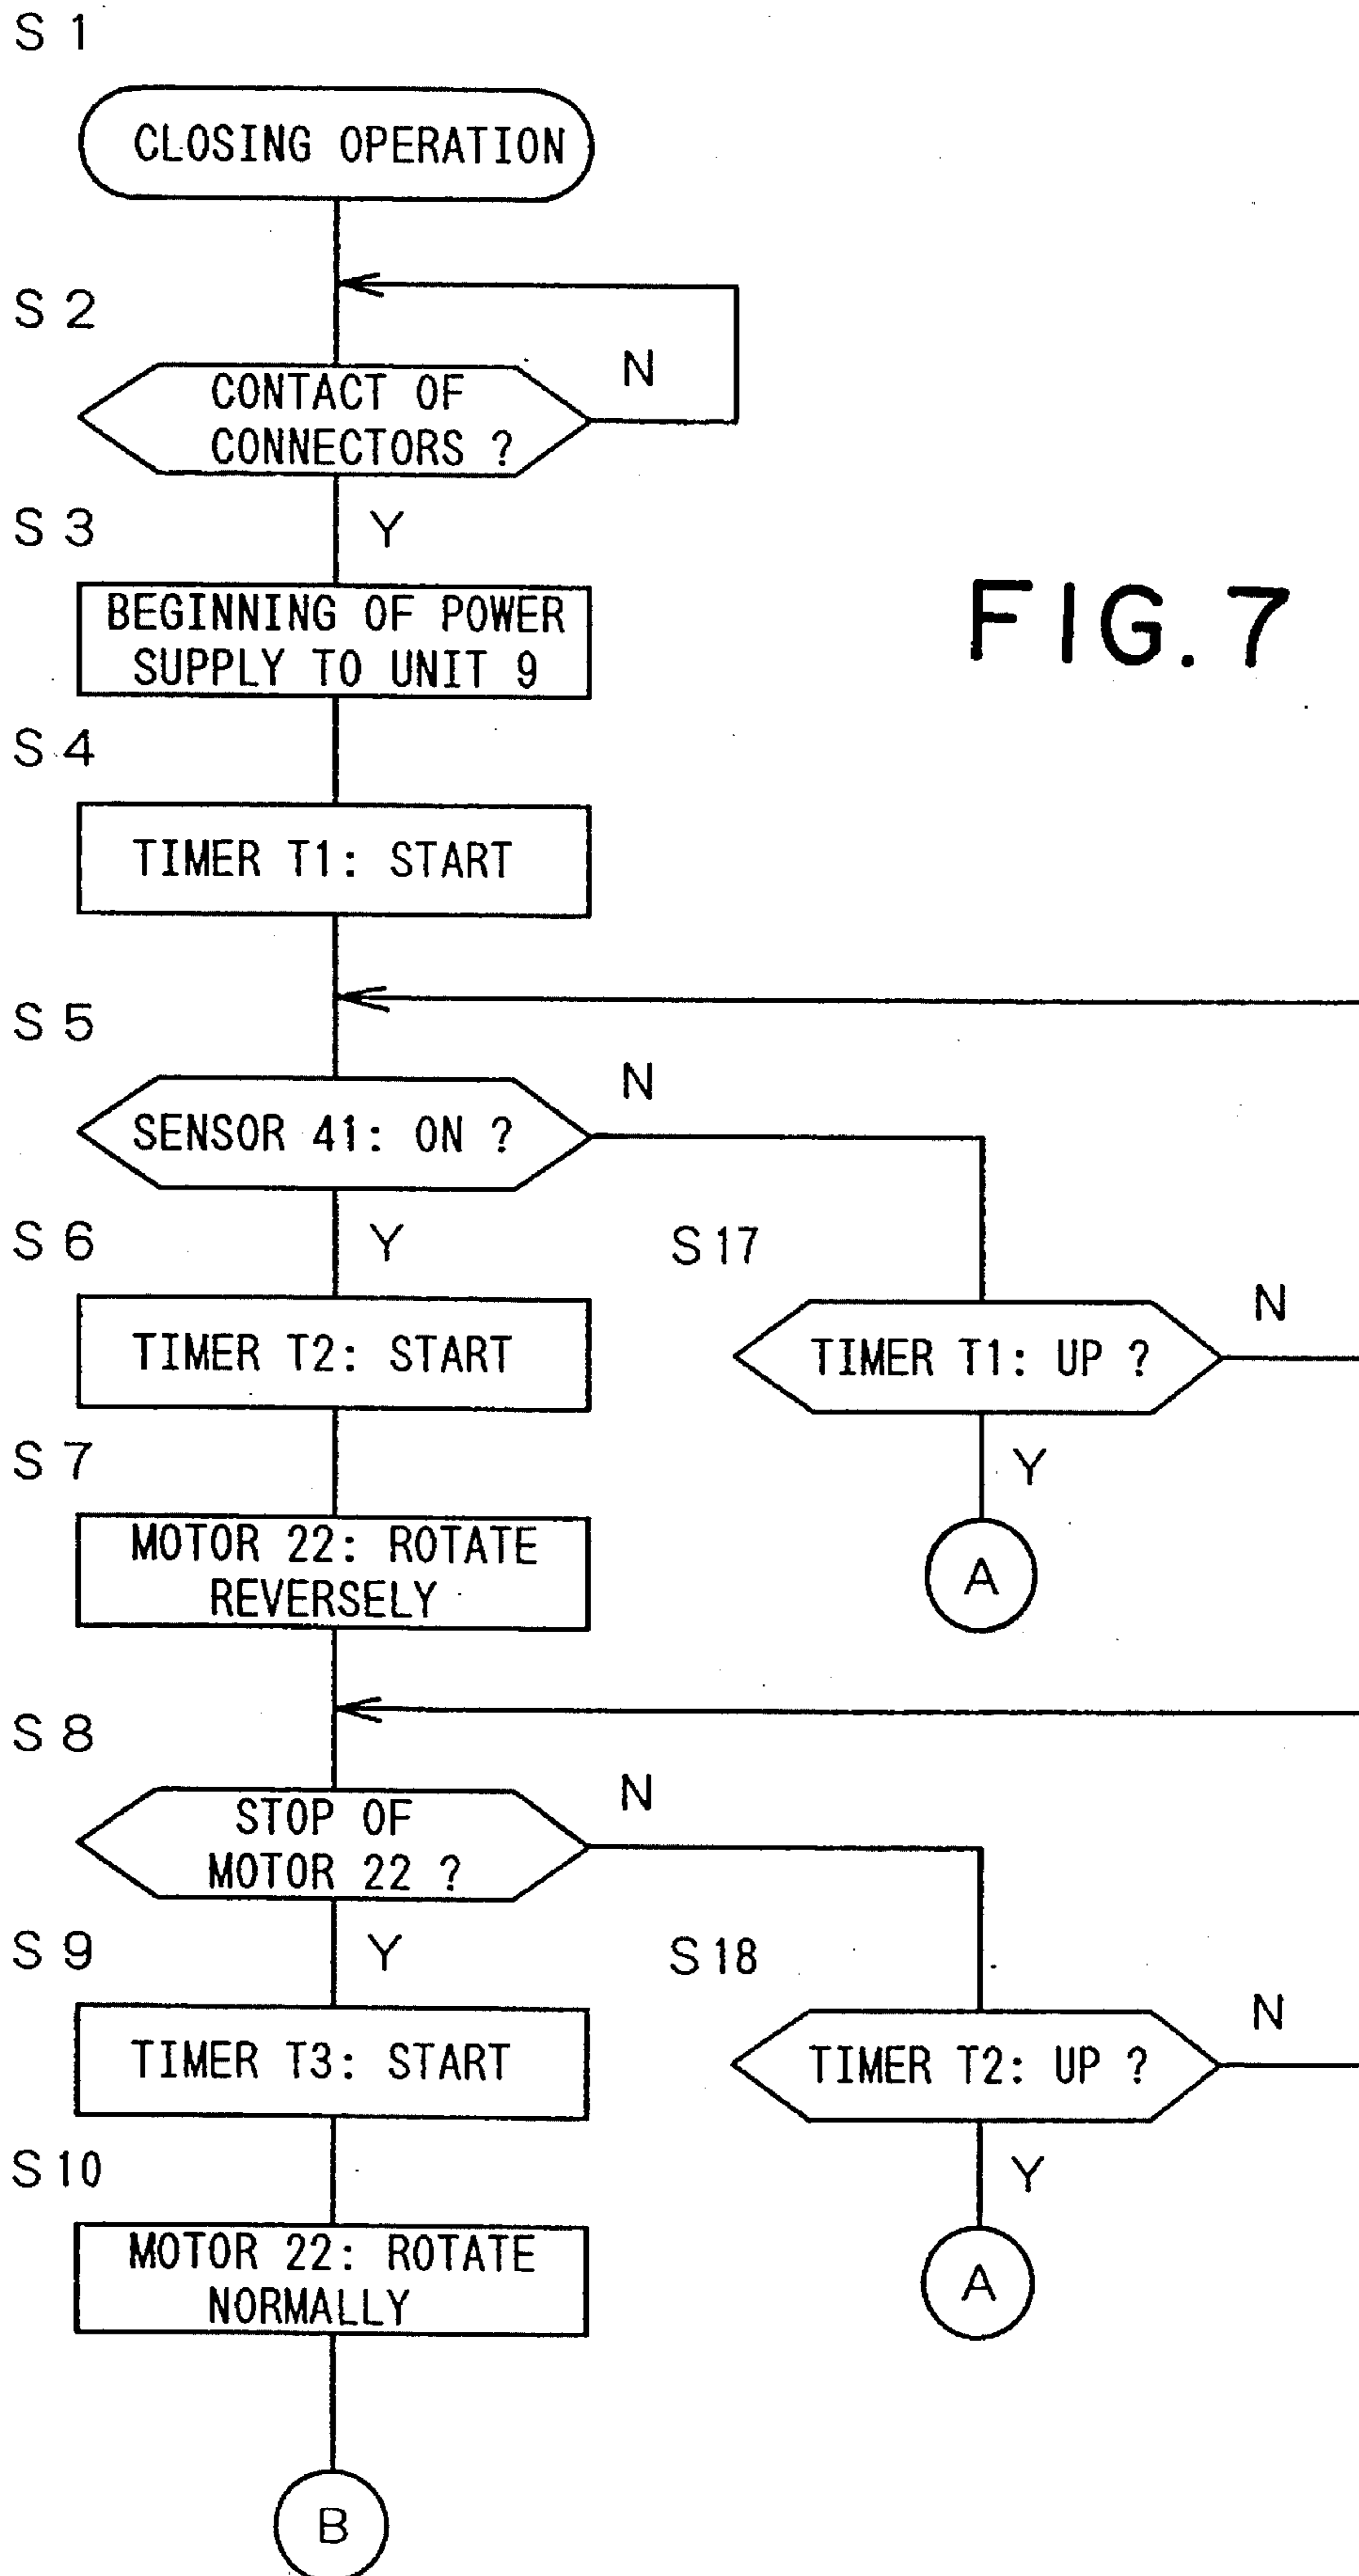 S 1
CLOSING OPERATION
S 2
N
CONTACT OF
CONNECTORS ?
S 3
Y
BEGINNING OF POWER
SUPPLY TO UNIT 9
FIG. 7
S 4
TIMER T1: START
S 5
N
SENSOR 41: ON ?
S 6
Y
S 17
TIMER T2: START
N
TIMER T1: UP ?
S 7
Y
MOTOR 22: ROTATE
REVERSELY
A
S 8
N
STOP OF
MOTOR 22 ?
S 9
Y
S 18
TIMER T3: START
N
TIMER T2: UP ?
S 10
Y
MOTOR 22: ROTATE
NORMALLY
A
B